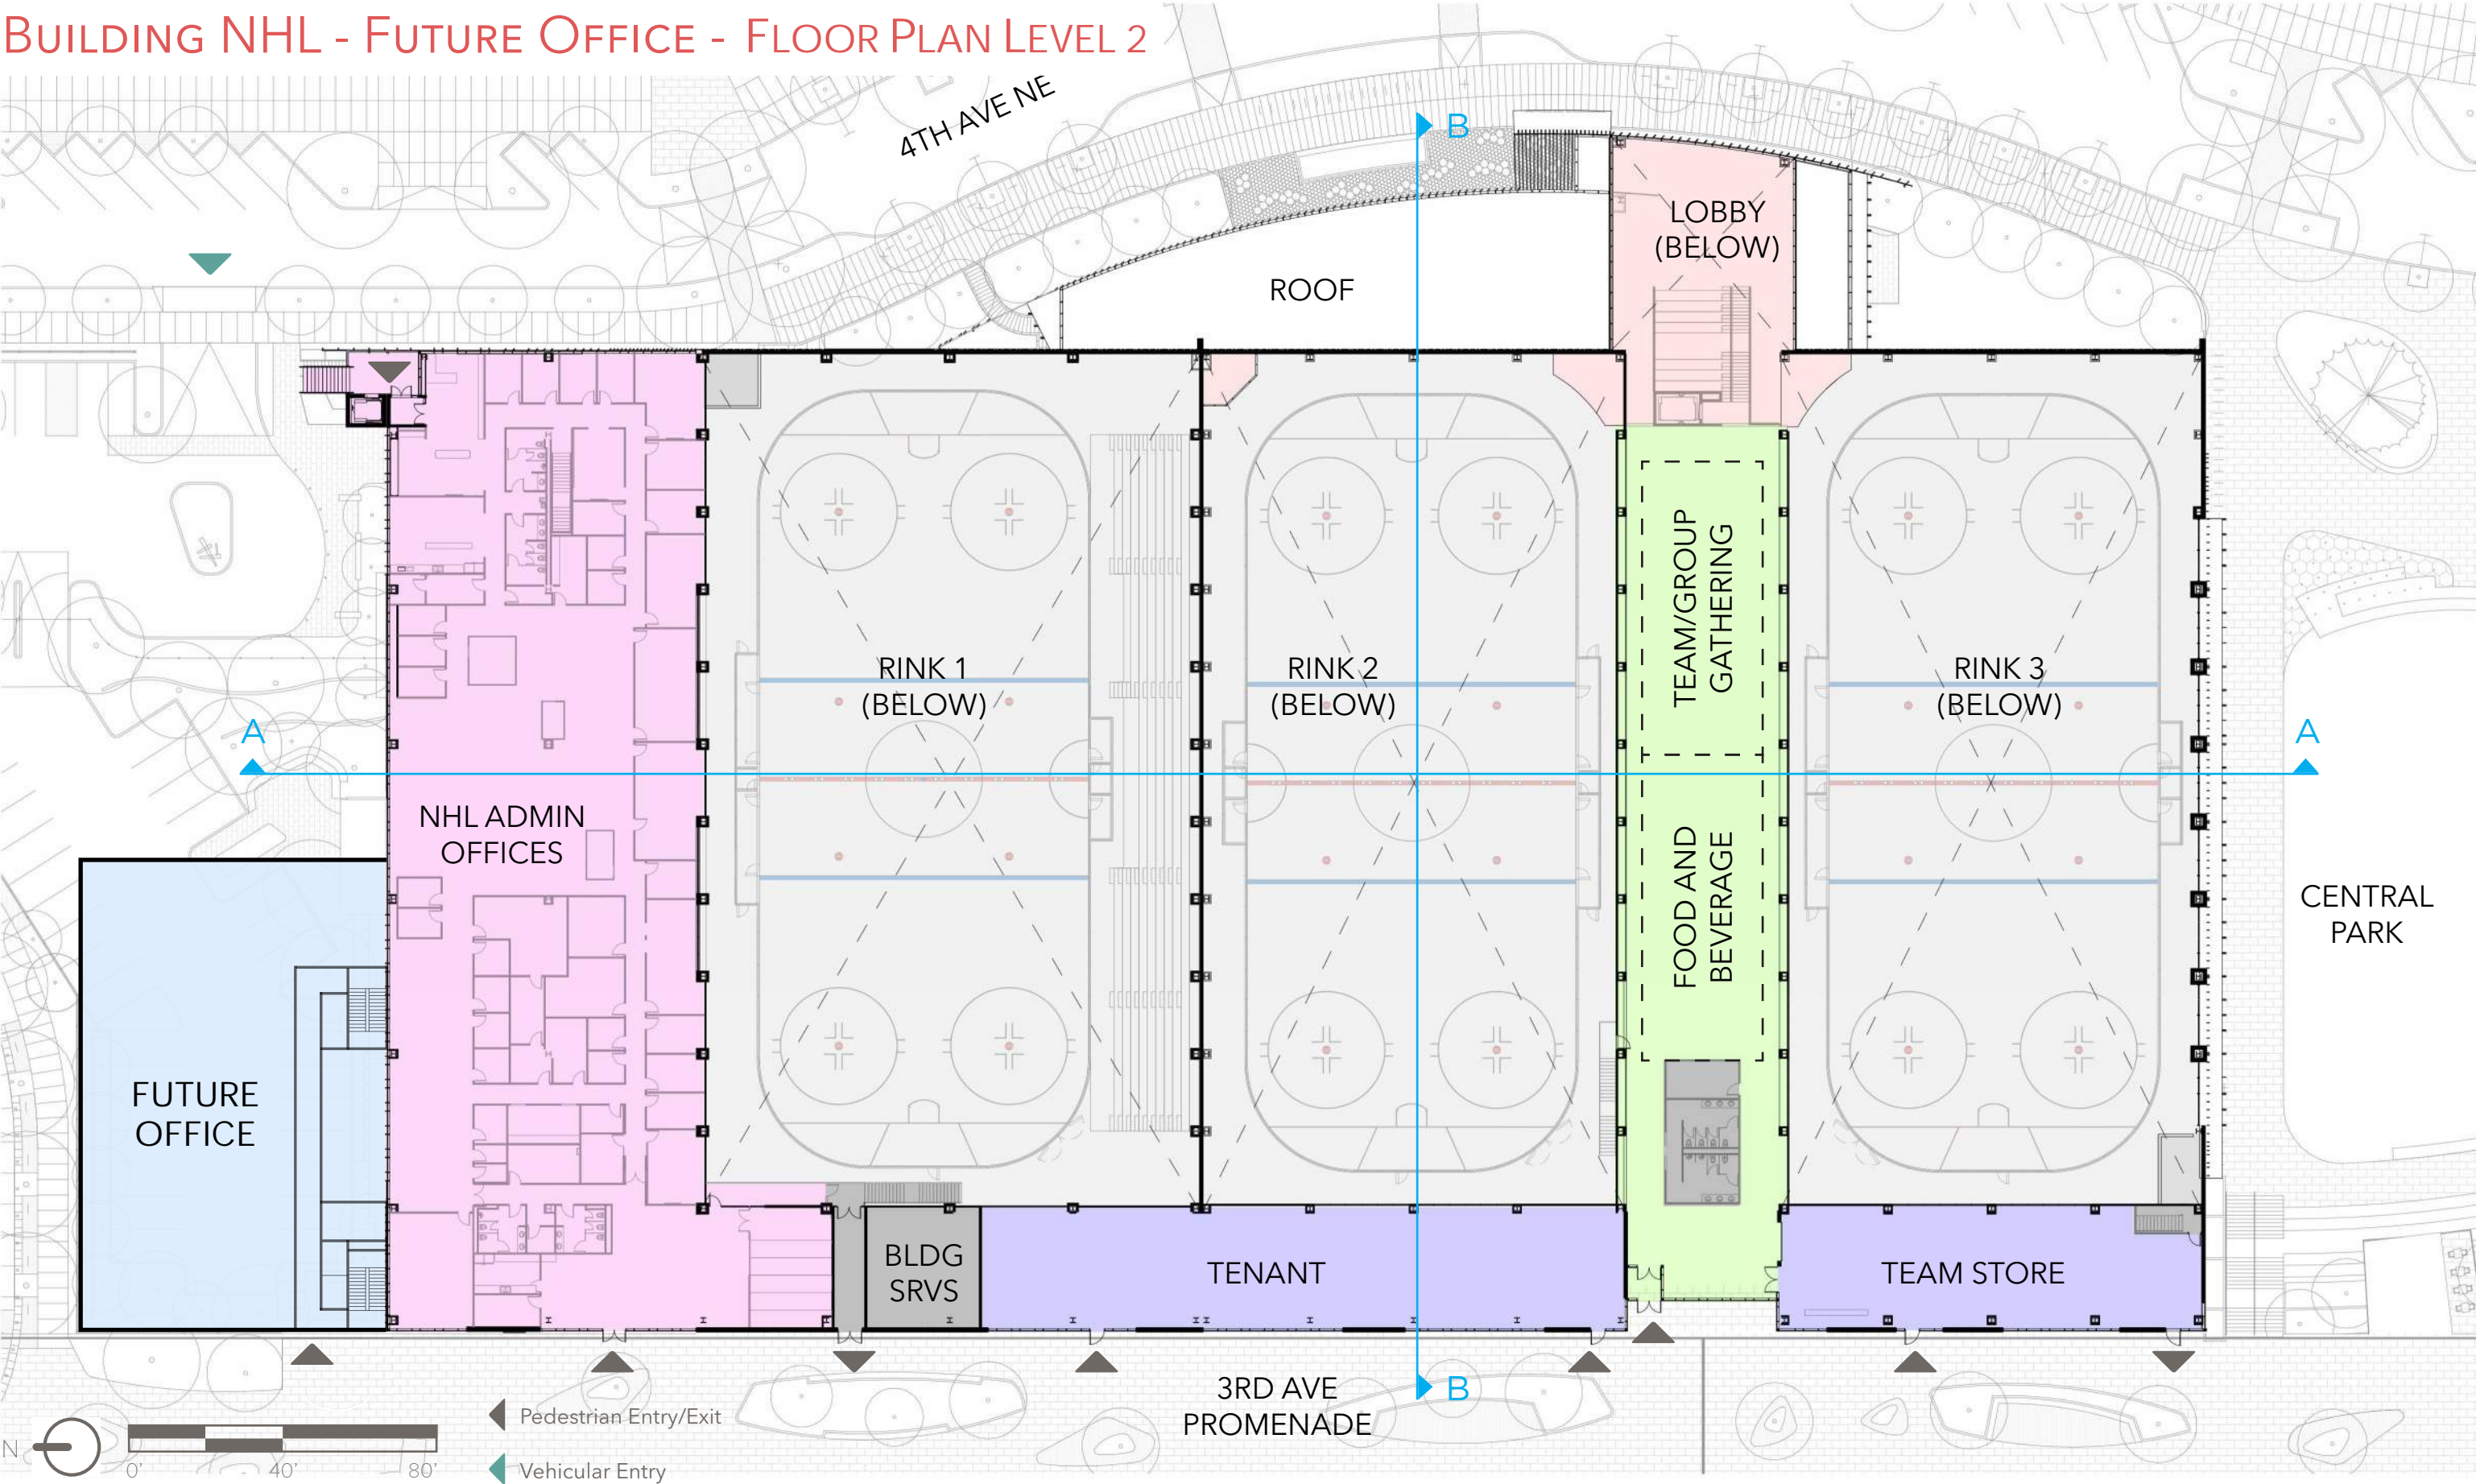 BUILDING NHL - FUTURE OFFICE - FLOOR PLAN LEVEL 2
4TH AVE NE
B
LOBBY
(BELOW)
ROOF
TEAM/GROUP
GATHERING
RINK 1
(BELOW)
RINK 2
(BELOW)
RINK 3
(BELOW)
A
A
NHL ADMIN
OFFICES
FOOD AND
BEVERAGE
CENTRAL
PARK
FUTURE
OFFICE
BLDG
SRVS
TENANT
TEAM STORE
3RD AVE
PROMENADE
B
N
0'
40'
80'
Pedestrian Entry/Exit
Vehicular Entry